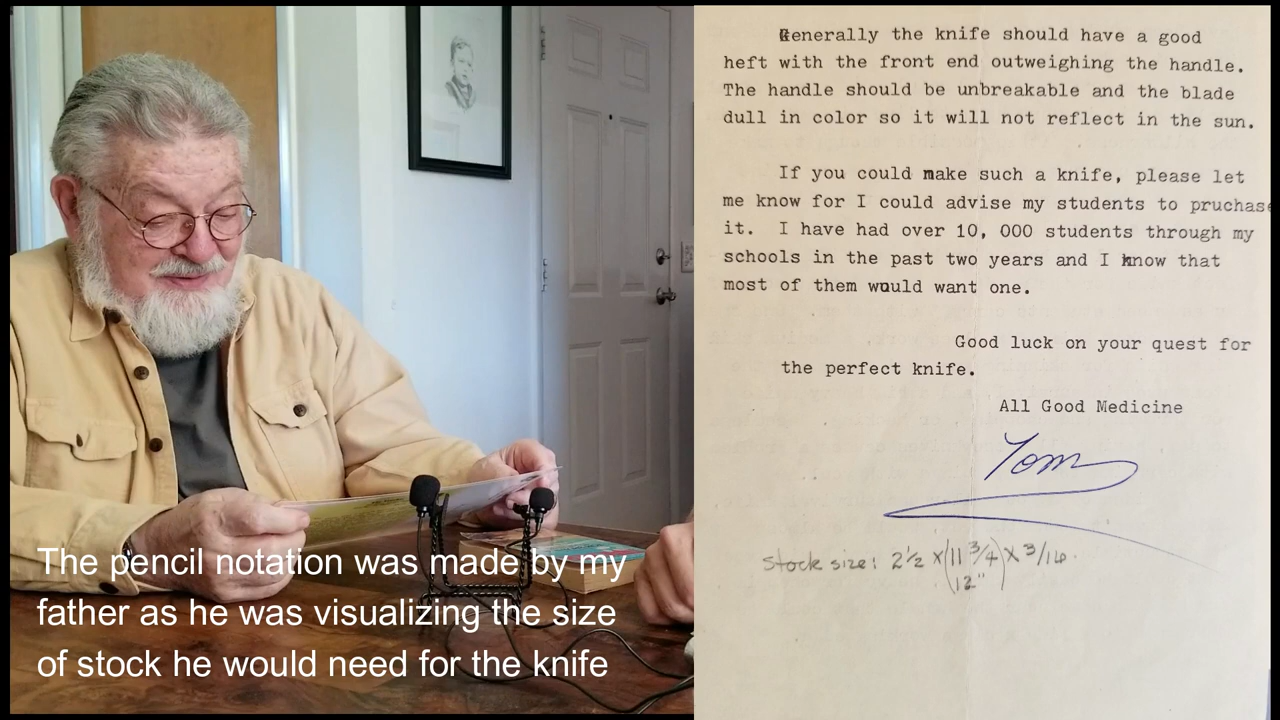 The pencil notation was made by my
father as he was visualizing the size
of stock he would need for the knife
Generally the knife should have a good
heft with the front end outweighing the handle.
The handle should be unbreakable and the blade
dull in color so it will not reflect in the sun.
If you could make such a knife, please let
me know for I could advise my students to pruchase
it. I have had over 10, 000 students through my
schools in the past two years and I know that
most of them would want one.
Good luck on your quest for
the perfect knife.
All Good Medicine
Tom
Stock size: 2 1/2 x (11 3/4) x 3/16.
12"